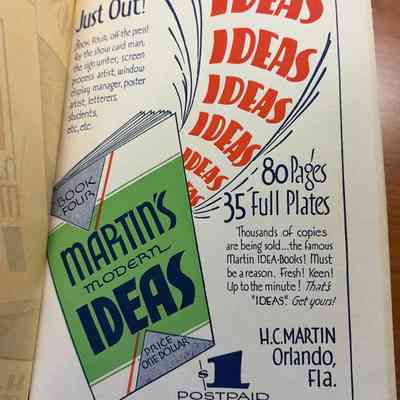 Just Out!
Book Four, off the press
for the show card man,
the sign writer, screen
process artist, window
display manager, poster
artist, letterers,
students,
etc., etc.
IDEAS
IDEAS
IDEAS
IDEAS
IDEAS
IDEAS
80 Pages
35 Full Plates
Thousands of copies
are being sold...the famous
Martin IDEA-Books! Must
be a reason. Fresh! Keen!
Up to the minute! That's
"IDEAS". Get yours!
BOOK
FOUR
MARTIN'S
MODERN
IDEAS
PRICE
ONE DOLLAR
$1
POSTPAID
H.C. MARTIN
Orlando,
Fla.